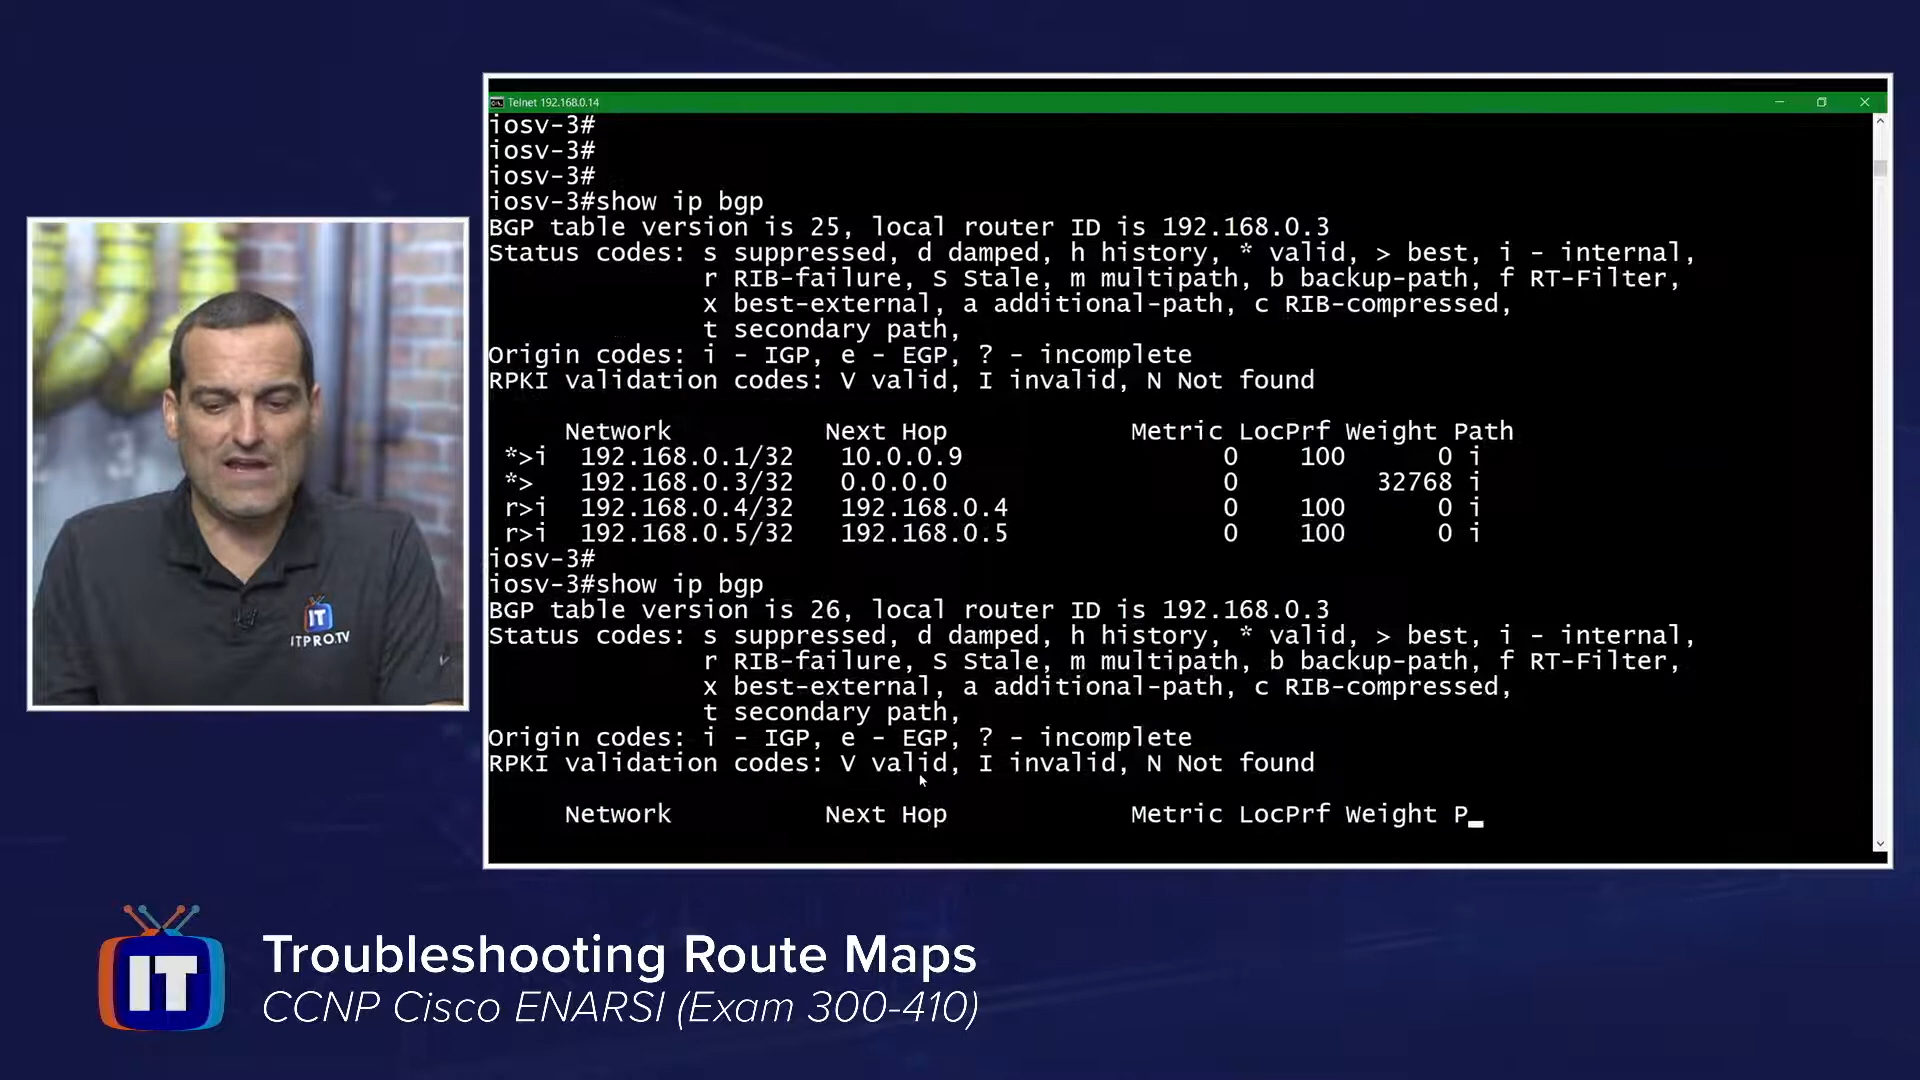 Telnet 192.168.0.14
iosv-3#
iosv-3#
iosv-3#
iosv-3#show ip bgp
BGP table version is 25, local router ID is 192.168.0.3
Status codes: s suppressed, d damped, h history, * valid, > best, i - internal,
              r RIB-failure, S Stale, m multipath, b backup-path, f RT-Filter,
              x best-external, a additional-path, c RIB-compressed,
              t secondary path,
Origin codes: i - IGP, e - EGP, ? - incomplete
RPKI validation codes: V valid, I invalid, N Not found
     Network          Next Hop            Metric LocPrf Weight Path
 *>i  192.168.0.1/32   10.0.0.9                 0    100      0 i
 *>   192.168.0.3/32   0.0.0.0                  0         32768 i
 r>i  192.168.0.4/32   192.168.0.4              0    100      0 i
 r>i  192.168.0.5/32   192.168.0.5              0    100      0 i
iosv-3#
iosv-3#show ip bgp
BGP table version is 26, local router ID is 192.168.0.3
Status codes: s suppressed, d damped, h history, * valid, > best, i - internal,
              r RIB-failure, S Stale, m multipath, b backup-path, f RT-Filter,
              x best-external, a additional-path, c RIB-compressed,
              t secondary path,
Origin codes: i - IGP, e - EGP, ? - incomplete
RPKI validation codes: V valid, I invalid, N Not found
     Network          Next Hop            Metric LocPrf Weight P
IT
ITPRO.TV
IT
Troubleshooting Route Maps
CCNP Cisco ENARSI (Exam 300-410)